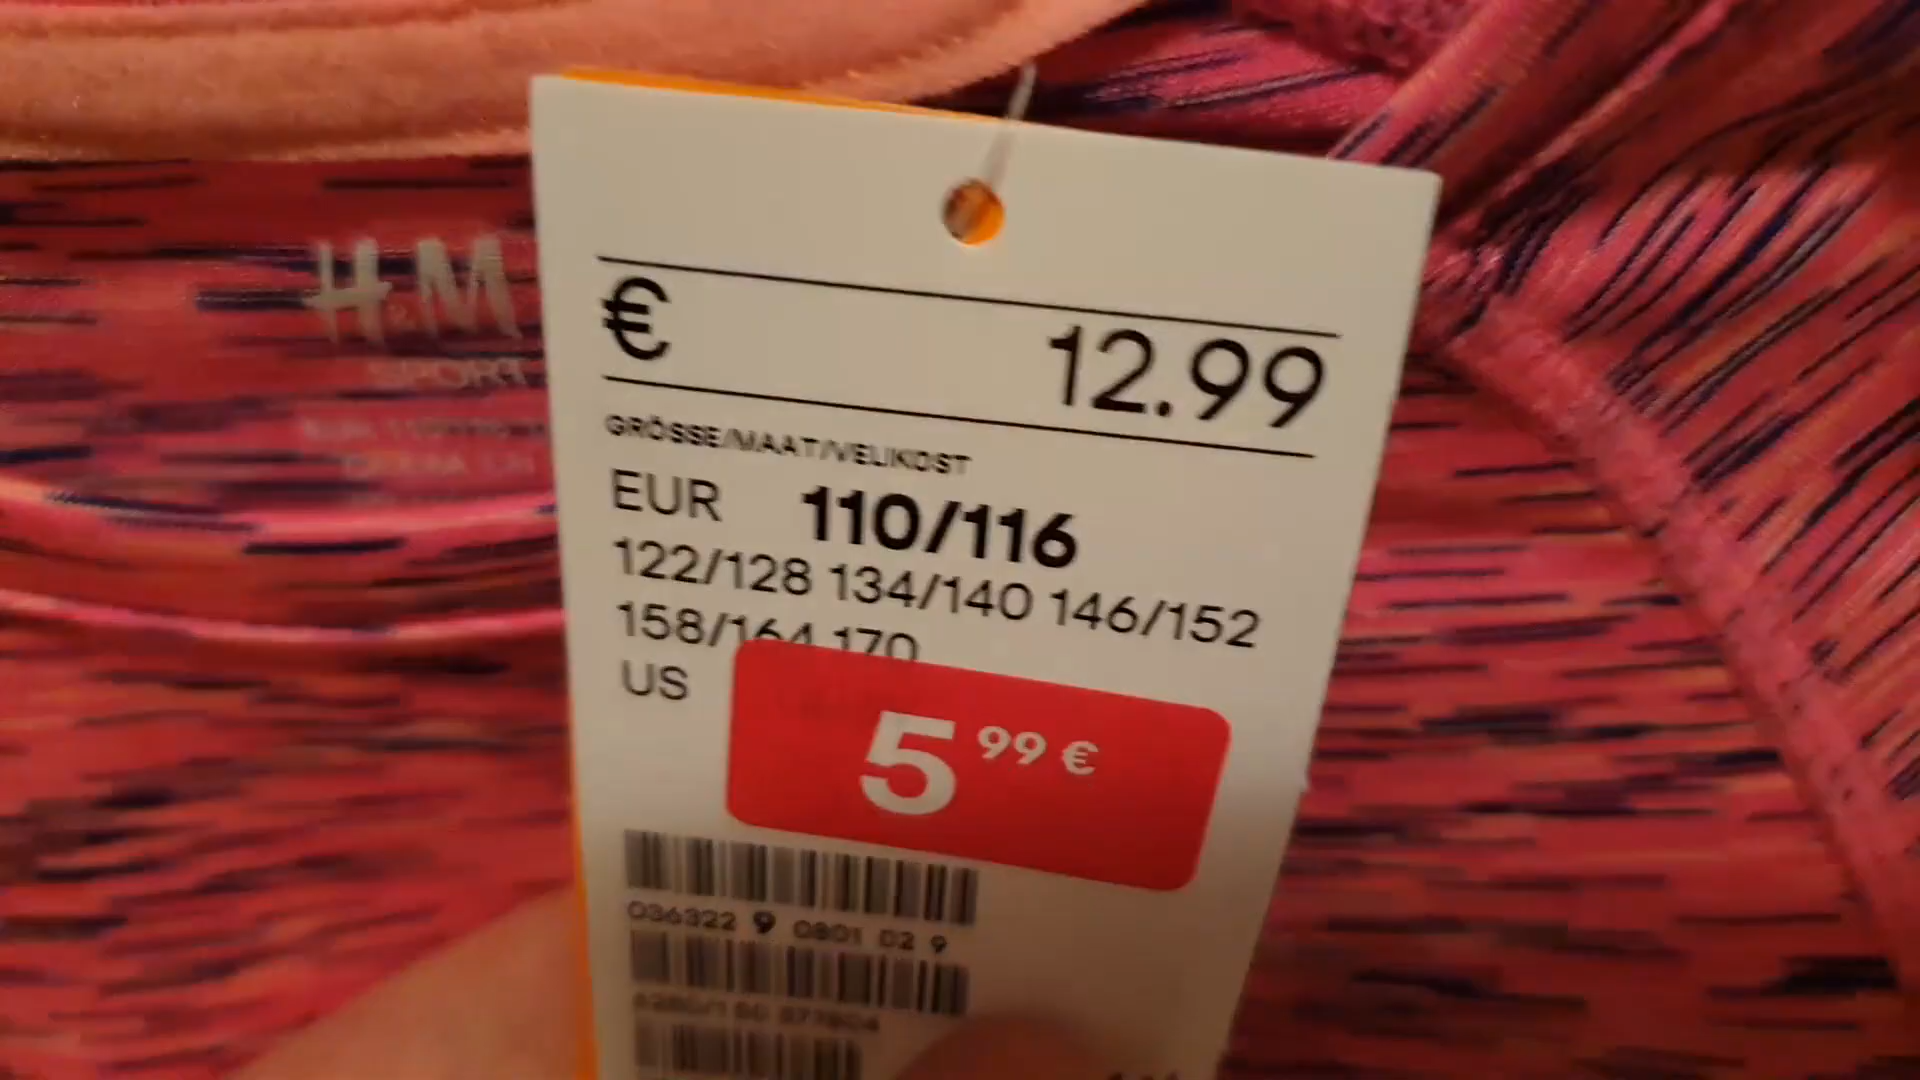 H&M
SPORT
€ 12.99
GRÖSSE/MAAT/VELIKOST
EUR 110/116
122/128 134/140 146/152
158/164 170
US
5 99 €
036322 9 0801 02 9